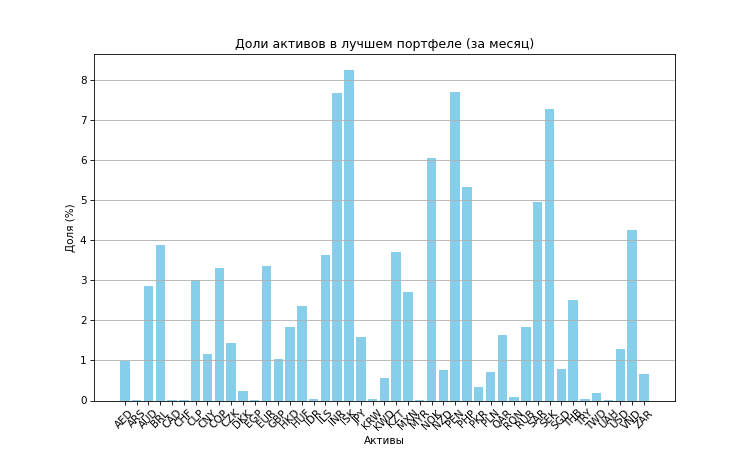 Доли активов в лучшем портфеле (за месяц)
Доля (%)
8
7
6
5
4
3
2
1
0
AED
ARS
AUD
BRL
CAD
CHF
CLP
CNY
COP
CZK
DKK
EGP
EUR
GBP
HKD
HUF
IDR
ILS
INR
ISK
JPY
KRW
KWD
KZT
MXN
MYR
NOK
NZD
PEN
PHP
PKR
PLN
QAR
RON
RUB
SAR
SEK
SGD
THB
TRY
TWD
UAH
USD
VND
ZAR
Активы